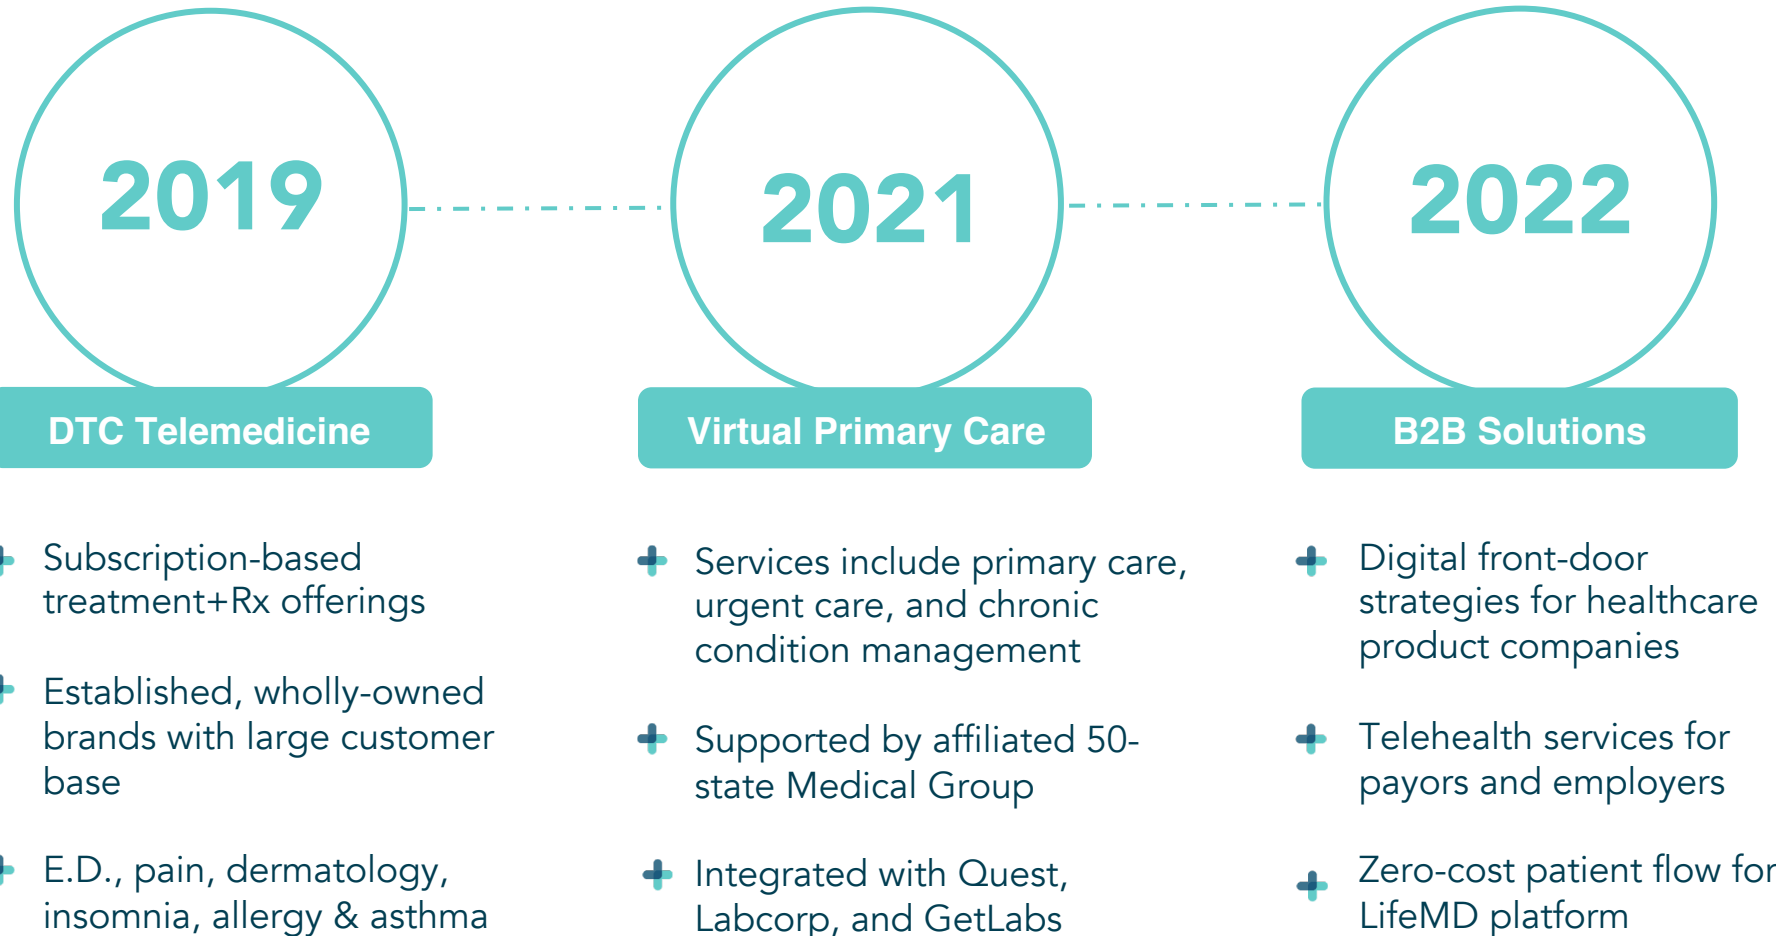 2019
DTC Telemedicine
Subscription-based
treatment+Rx offerings
Established, wholly-owned
brands with large customer
base
E.D., pain, dermatology,
insomnia, allergy & asthma
2021
Virtual Primary Care
Services include primary care,
urgent care, and chronic
condition management
Supported by affiliated 50-
state Medical Group
Integrated with Quest,
Labcorp, and GetLabs
2022
B2B Solutions
Digital front-door
strategies for healthcare
product companies
Telehealth services for
payors and employers
Zero-cost patient flow for
LifeMD platform